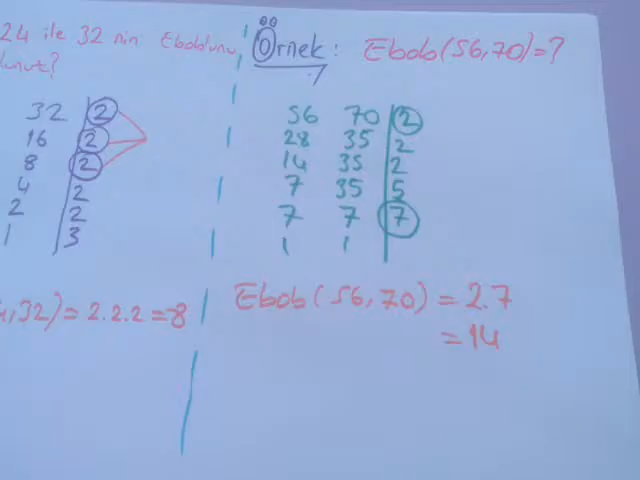 24 ile 32 nin Ebobunu
lunuz?
32 2
16 2
8 2
4 2
2 2
1 3
,32) = 2.2.2 = 8
Örnek: Ebob(56,70) = ?
56 70 2
28 35 2
14 35 2
7 35 5
7 7 7
1 1
Ebob(56,70) = 2.7
= 14